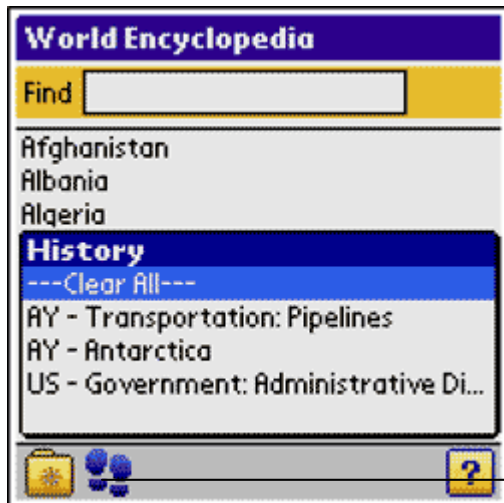 World Encyclopedia
Find
Afghanistan
Albania
Algeria
History
---Clear All---
AY - Transportation: Pipelines
AY - Antarctica
US - Government: Administrative Di...
?